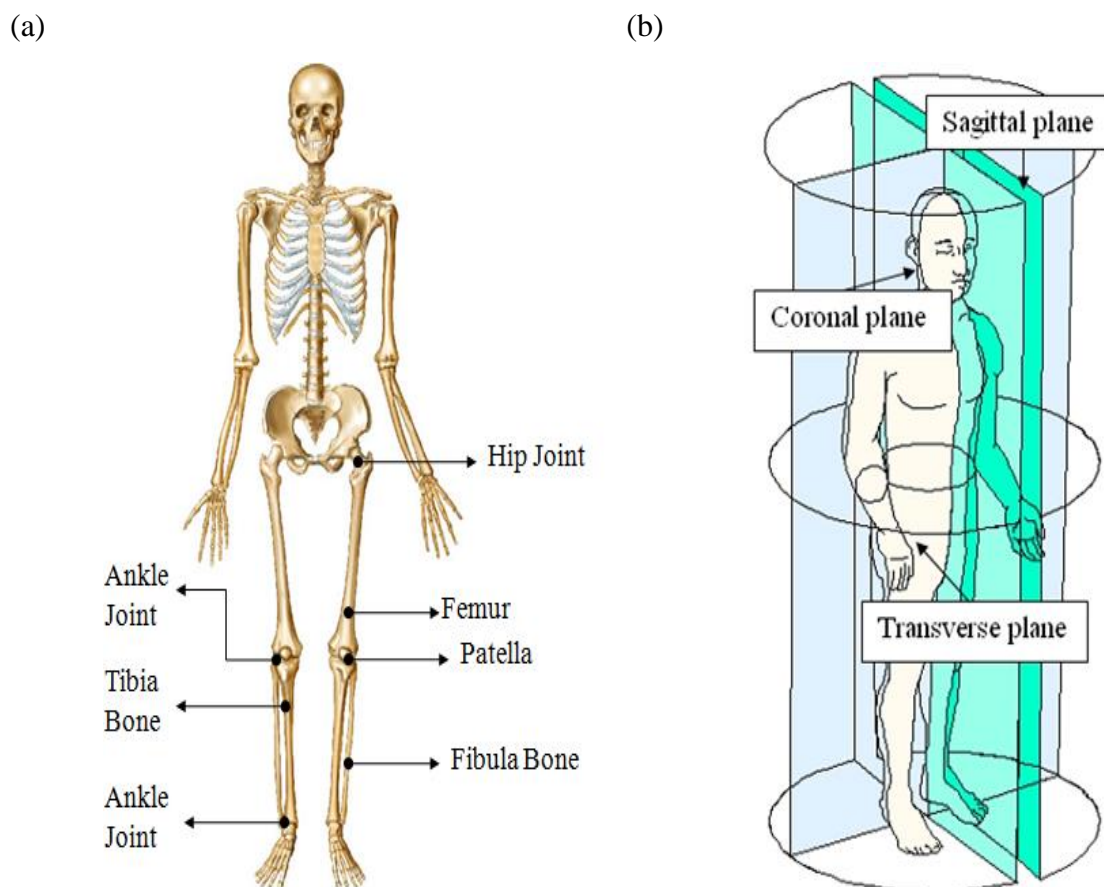 (a)
(b)
Sagittal plane
Coronal plane
Transverse plane
Hip Joint
Ankle
Joint
Femur
Patella
Tibia
Bone
Fibula Bone
Ankle
Joint